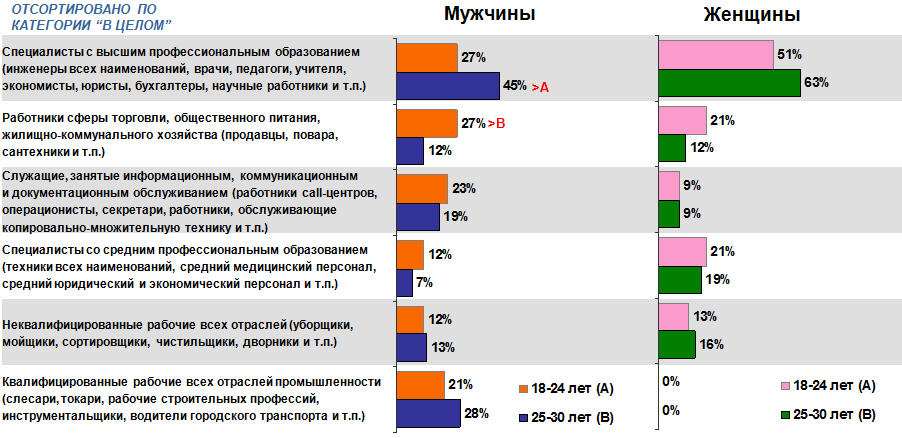 ОТСОРТИРОВАНО ПО
КАТЕГОРИИ “В ЦЕЛОМ”
Мужчины
Женщины
Специалисты с высшим профессиональным образованием
(инженеры всех наименований, врачи, педагоги, учителя,
экономисты, юристы, бухгалтеры, научные работники и т.п.)
27%
45% >A
51%
63%
Работники сферы торговли, общественного питания,
жилищно-коммунального хозяйства (продавцы, повара,
сантехники и т.п.)
27% >B
12%
21%
12%
Служащие, занятые информационным, коммуникационным
и документационным обслуживанием (работники call-центров,
операционисты, секретари, работники, обслуживающие
копировально-множительную технику и т.п.)
23%
19%
9%
9%
Специалисты со средним профессиональным образованием
(техники всех наименований, средний медицинский персонал,
средний юридический и экономический персонал и т.п.)
12%
7%
21%
19%
Неквалифицированные рабочие всех отраслей (уборщики,
мойщики, сортировщики, чистильщики, дворники и т.п.)
12%
13%
13%
16%
Квалифицированные рабочие всех отраслей промышленности
(слесари, токари, рабочие строительных профессий,
инструментальщики, водители городского транспорта и т.п.)
21%
28%
18-24 лет (A)
25-30 лет (B)
0%
0%
18-24 лет (A)
25-30 лет (B)